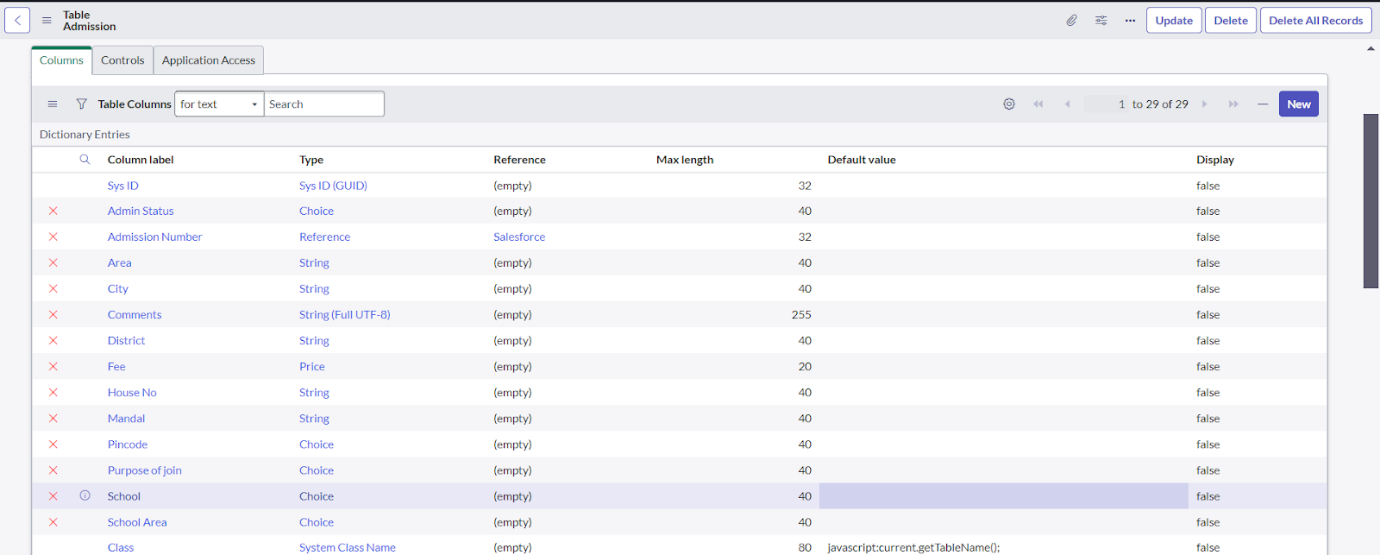 Table
Admission
Update Delete Delete All Records
Columns Controls Application Access
Table Columns for text Search 1 to 29 of 29 New
Dictionary Entries
Column label Type Reference Max length Default value Display
Sys ID Sys ID (GUID) (empty) 32 false
Admin Status Choice (empty) 40 false
Admission Number Reference Salesforce 32 false
Area String (empty) 40 false
City String (empty) 40 false
Comments String (Full UTF-8) (empty) 255 false
District String (empty) 40 false
Fee Price (empty) 20 false
House No String (empty) 40 false
Mandal String (empty) 40 false
Pincode Choice (empty) 40 false
Purpose of join Choice (empty) 40 false
School Choice (empty) 40 false
School Area Choice (empty) 40 false
Class System Class Name (empty) 80 javascript:current.getTableName(); false